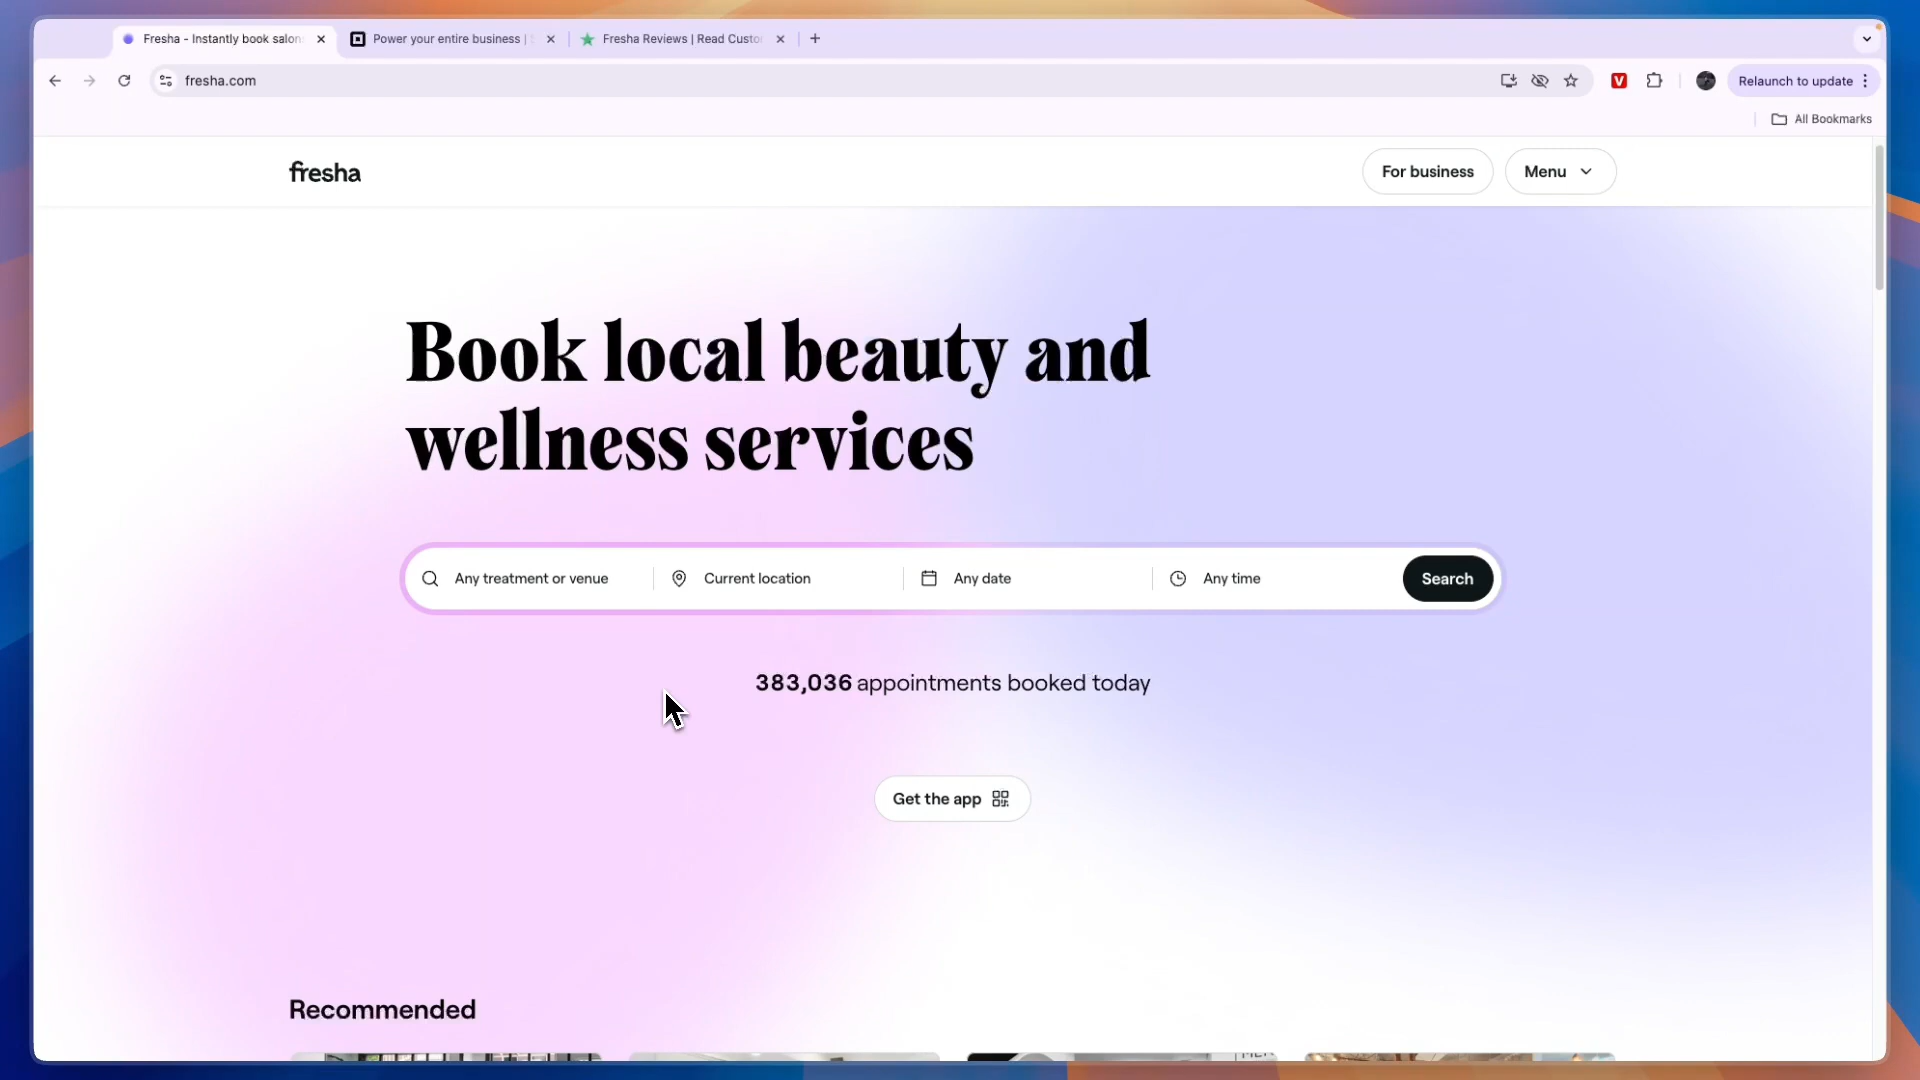 Fresha - Instantly book salon
Power your entire business |
Fresha Reviews | Read Custo
fresha.com
Relaunch to update
All Bookmarks
fresha
For business
Menu
Book local beauty and
wellness services
Any treatment or venue
Current location
Any date
Any time
Search
383,036 appointments booked today
Get the app
Recommended